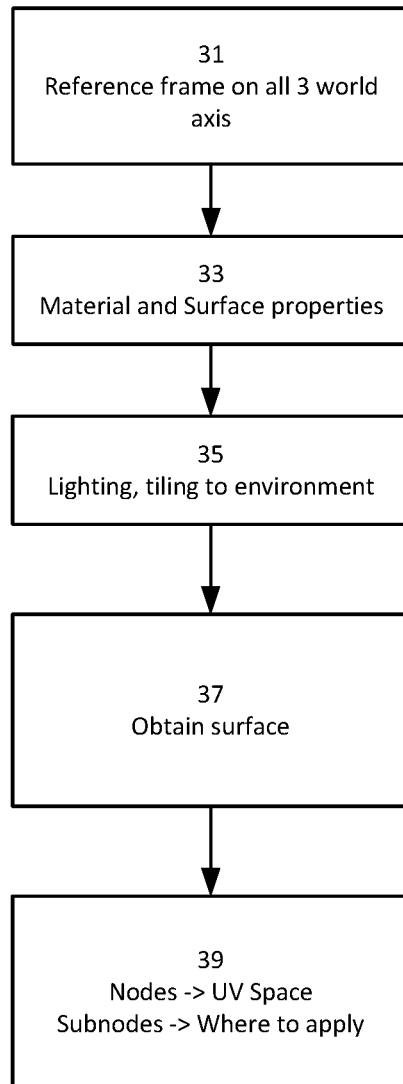 31
Reference frame on all 3 world
axis
33
Material and Surface properties
35
Lighting, tiling to environment
37
Obtain surface
39
Nodes -> UV Space
Subnodes -> Where to apply